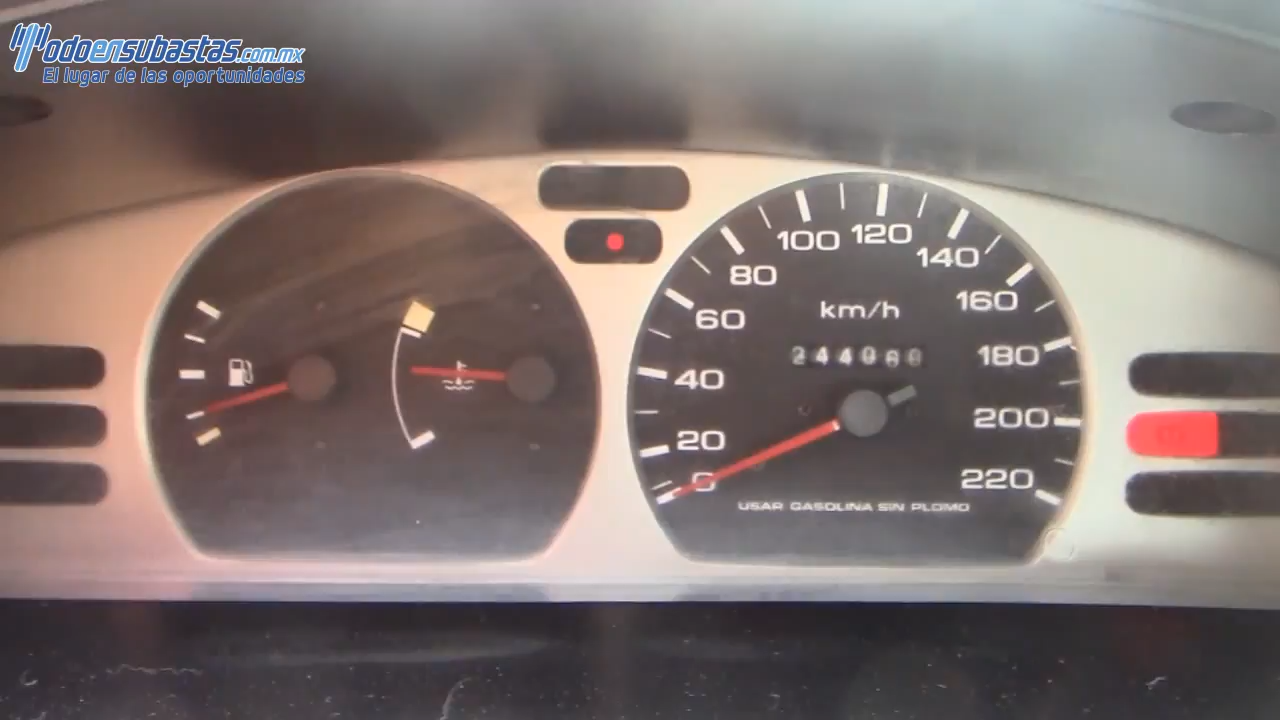 Todoensubastas.com.mx
El lugar de las oportunidades
100 120
80 140
60 km/h 160
244060 180
40
200
20
0 220
USAR GASOLINA SIN PLOMO